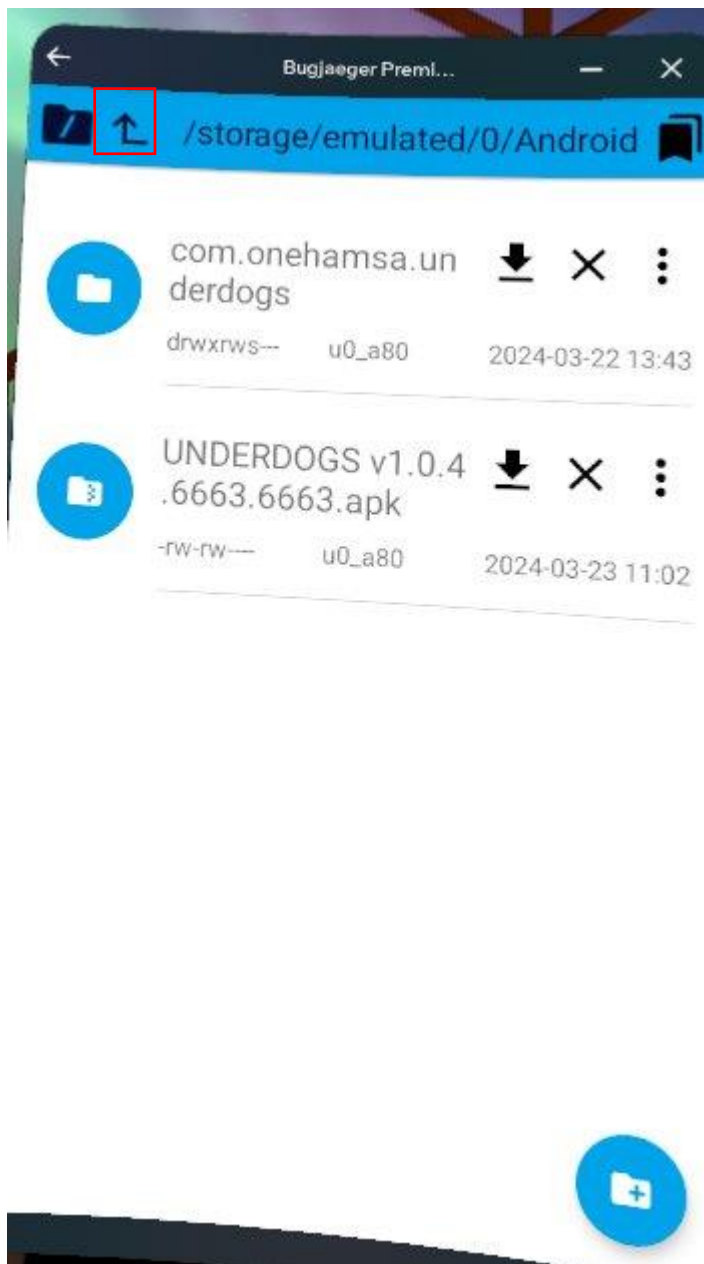 Bugjaeger Premi...
/storage/emulated/0/Android
com.onehamsa.un
derdogs
drwxrws--- u0_a80 2024-03-22 13:43
UNDERDOGS v1.0.4
.6663.6663.apk
-rw-rw---- u0_a80 2024-03-23 11:02